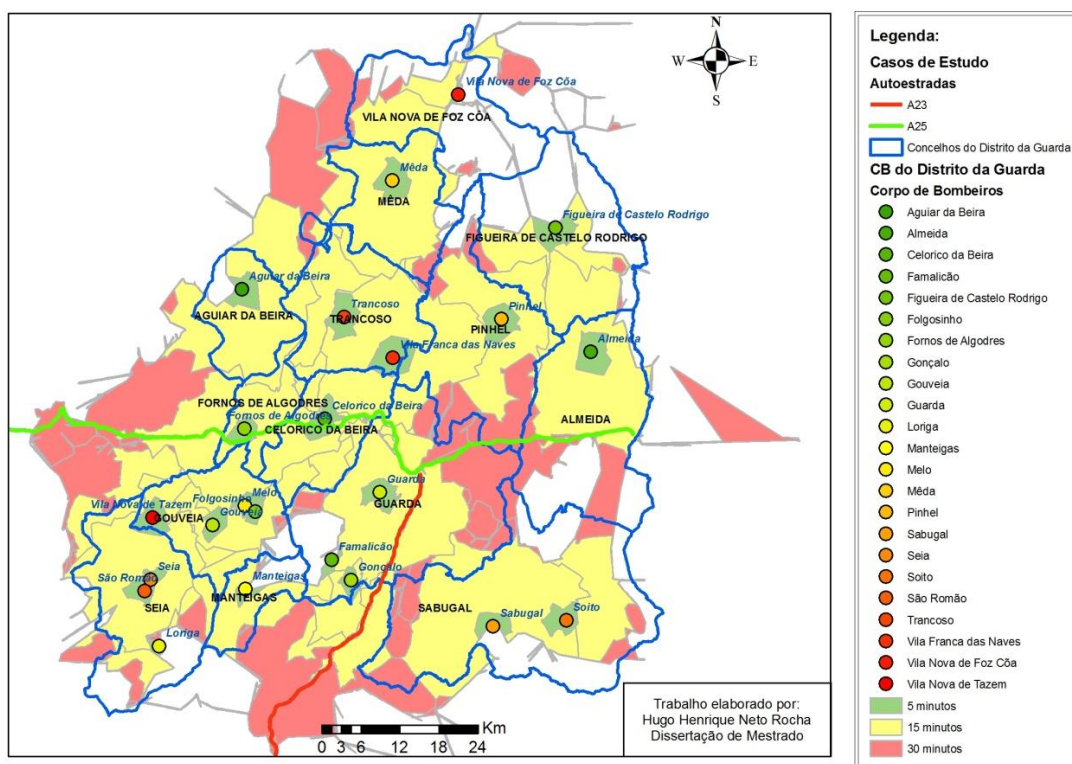 N
W E
S
Vila Nova de Foz Côa
VILA NOVA DE FOZ CÔA
Mêda
MÊDA
Figueira de Castelo Rodrigo
FIGUEIRA DE CASTELO RODRIGO
Aguiar da Beira
AGUIAR DA BEIRA
Trancoso
TRANCOSO
Pinhel
PINHEL
Vila Franca das Naves
Almeida
ALMEIDA
FORNOS DE ALGODRES
Fornos de Algodres
Celorico da Beira
CELORICO DA BEIRA
Guarda
GUARDA
Vila Nova de Tazem
GOUVEIA
Folgosinho
Melo
Gouveia
Famalicão
Gonçalo
Seia
São Romão
SEIA
Manteigas
MANTEIGAS
Loriga
SABUGAL
Sabugal
Soito
Km
0 3 6 12 18 24
Trabalho elaborado por:
Hugo Henrique Neto Rocha
Dissertação de Mestrado
Legenda:
Casos de Estudo
Autoestradas
A23
A25
Concelhos do Distrito da Guarda
CB do Distrito da Guarda
Corpo de Bombeiros
Aguiar da Beira
Almeida
Celorico da Beira
Famalicão
Figueira de Castelo Rodrigo
Folgosinho
Fornos de Algodres
Gonçalo
Gouveia
Guarda
Loriga
Manteigas
Melo
Mêda
Pinhel
Sabugal
Seia
Soito
São Romão
Trancoso
Vila Franca das Naves
Vila Nova de Foz Côa
Vila Nova de Tazem
5 minutos
15 minutos
30 minutos